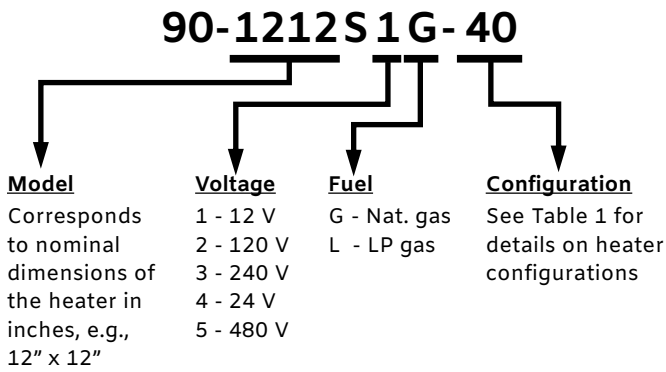 90-1212S1G-40
Model
Corresponds
to nominal
dimensions of
the heater in
inches, e.g.,
12” x 12”
Voltage
1 - 12 V
2 - 120 V
3 - 240 V
4 - 24 V
5 - 480 V
Fuel
G - Nat. gas
L - LP gas
Configuration
See Table 1 for
details on heater
configurations